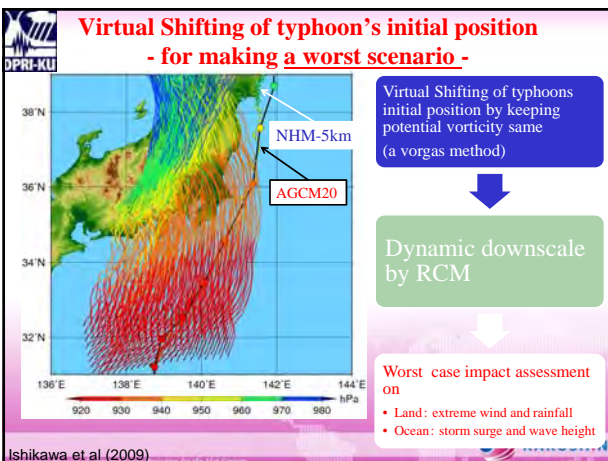 DPRI-KU
Virtual Shifting of typhoon's initial position
- for making a worst scenario -
38˚N
36˚N
34˚N
32˚N
136˚E 138˚E 140˚E 142˚E 144˚E
hPa
920 930 940 950 960 970 980
NHM-5km
AGCM20
Virtual Shifting of typhoons
initial position by keeping
potential vorticity same
(a vorgas method)
Dynamic downscale
by RCM
Worst case impact assessment
on
• Land: extreme wind and rainfall
• Ocean: storm surge and wave height
Ishikawa et al (2009)